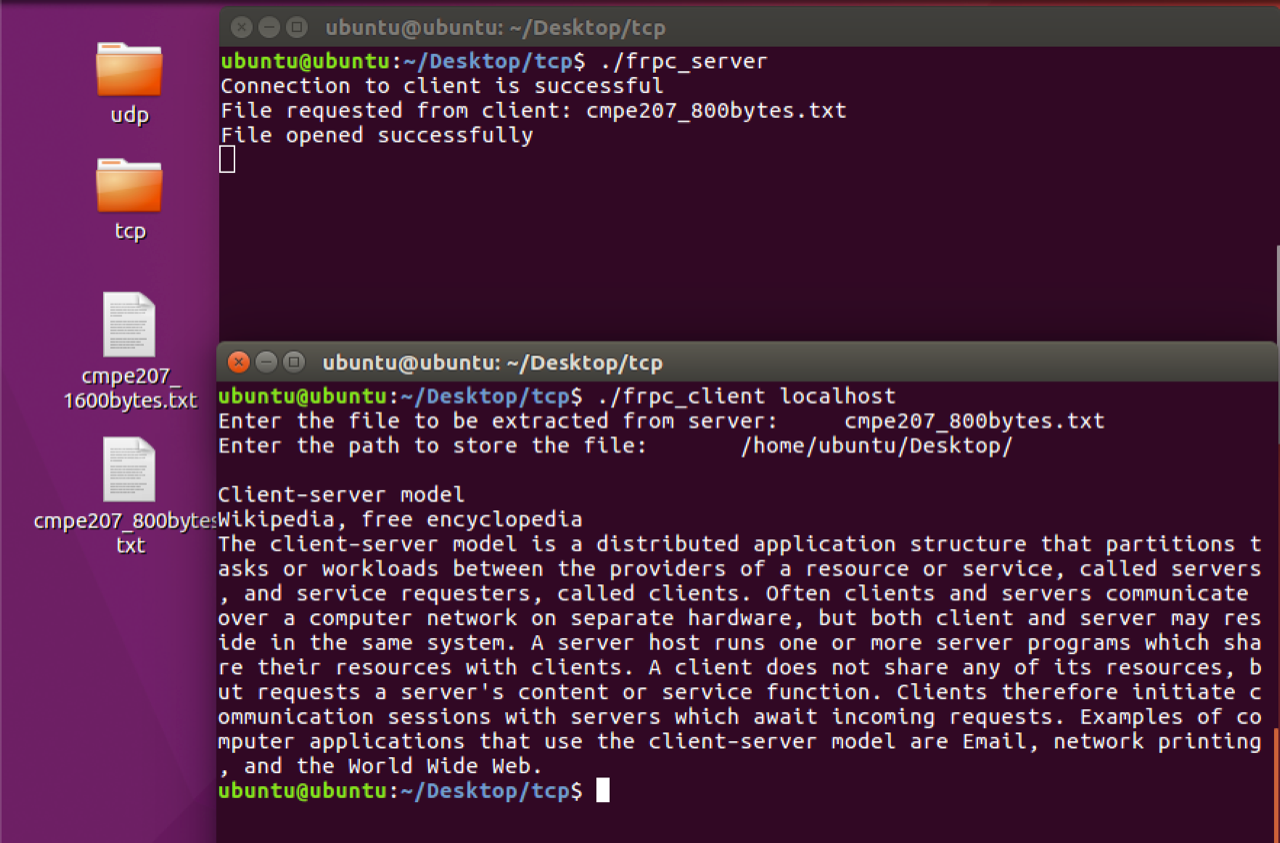 udp
tcp
cmpe207_
1600bytes.txt
cmpe207_800bytes
txt
ubuntu@ubuntu: ~/Desktop/tcp
ubuntu@ubuntu:~/Desktop/tcp$ ./frpc_server
Connection to client is successful
File requested from client: cmpe207_800bytes.txt
File opened successfully
ubuntu@ubuntu: ~/Desktop/tcp
ubuntu@ubuntu:~/Desktop/tcp$ ./frpc_client localhost
Enter the file to be extracted from server:     cmpe207_800bytes.txt
Enter the path to store the file:       /home/ubuntu/Desktop/
Client-server model
Wikipedia, free encyclopedia
The client-server model is a distributed application structure that partitions t
asks or workloads between the providers of a resource or service, called servers
, and service requesters, called clients. Often clients and servers communicate
over a computer network on separate hardware, but both client and server may res
ide in the same system. A server host runs one or more server programs which sha
re their resources with clients. A client does not share any of its resources, b
ut requests a server's content or service function. Clients therefore initiate c
ommunication sessions with servers which await incoming requests. Examples of co
mputer applications that use the client-server model are Email, network printing
, and the World Wide Web.
ubuntu@ubuntu:~/Desktop/tcp$